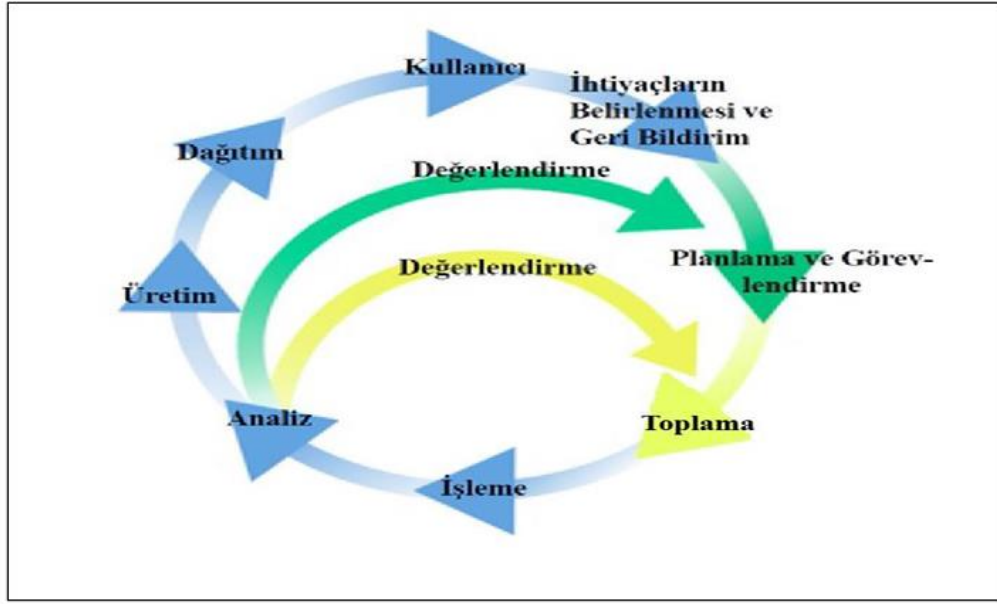 Kullanıcı
İhtiyaçların
Belirlenmesi ve
Geri Bildirim
Dağıtım
Değerlendirme
Değerlendirme
Planlama ve Görev-
lendirme
Üretim
Analiz
Toplama
İşleme